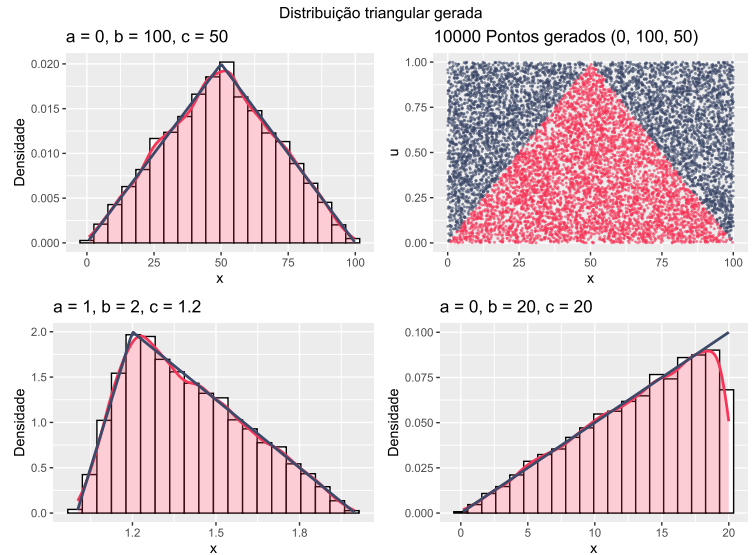 Distribuição triangular gerada
a = 0, b = 100, c = 50
0.020
0.015
0.010
0.005
0.000
Densidade
0
25
50
75
100
x
10000 Pontos gerados (0, 100, 50)
1.00
0.75
0.50
0.25
0.00
u
0
25
50
75
100
x
a = 1, b = 2, c = 1.2
2.0
1.5
1.0
0.5
0.0
Densidade
1.2
1.5
1.8
x
a = 0, b = 20, c = 20
0.100
0.075
0.050
0.025
0.000
Densidade
0
5
10
15
20
x